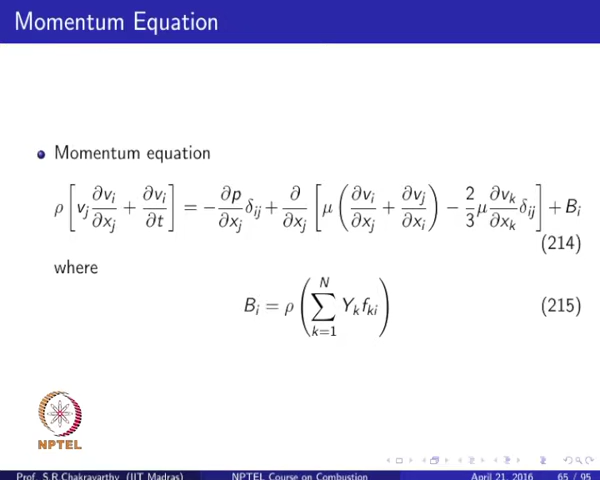 Momentum Equation
Momentum equation
ρ [ v_j ∂v_i/∂x_j + ∂v_i/∂t ] = − ∂p/∂x_j δ_ij + ∂/∂x_j [ μ ( ∂v_i/∂x_j + ∂v_j/∂x_i ) − 2/3 μ ∂v_k/∂x_k δ_ij ] + B_i
(214)
where
B_i = ρ ( ∑_{k=1}^{N} Y_k f_ki ) (215)
NPTEL
Prof. S.R.Chakravarthy (IIT Madras) NPTEL Course on Combustion April 21, 2016 65 / 95